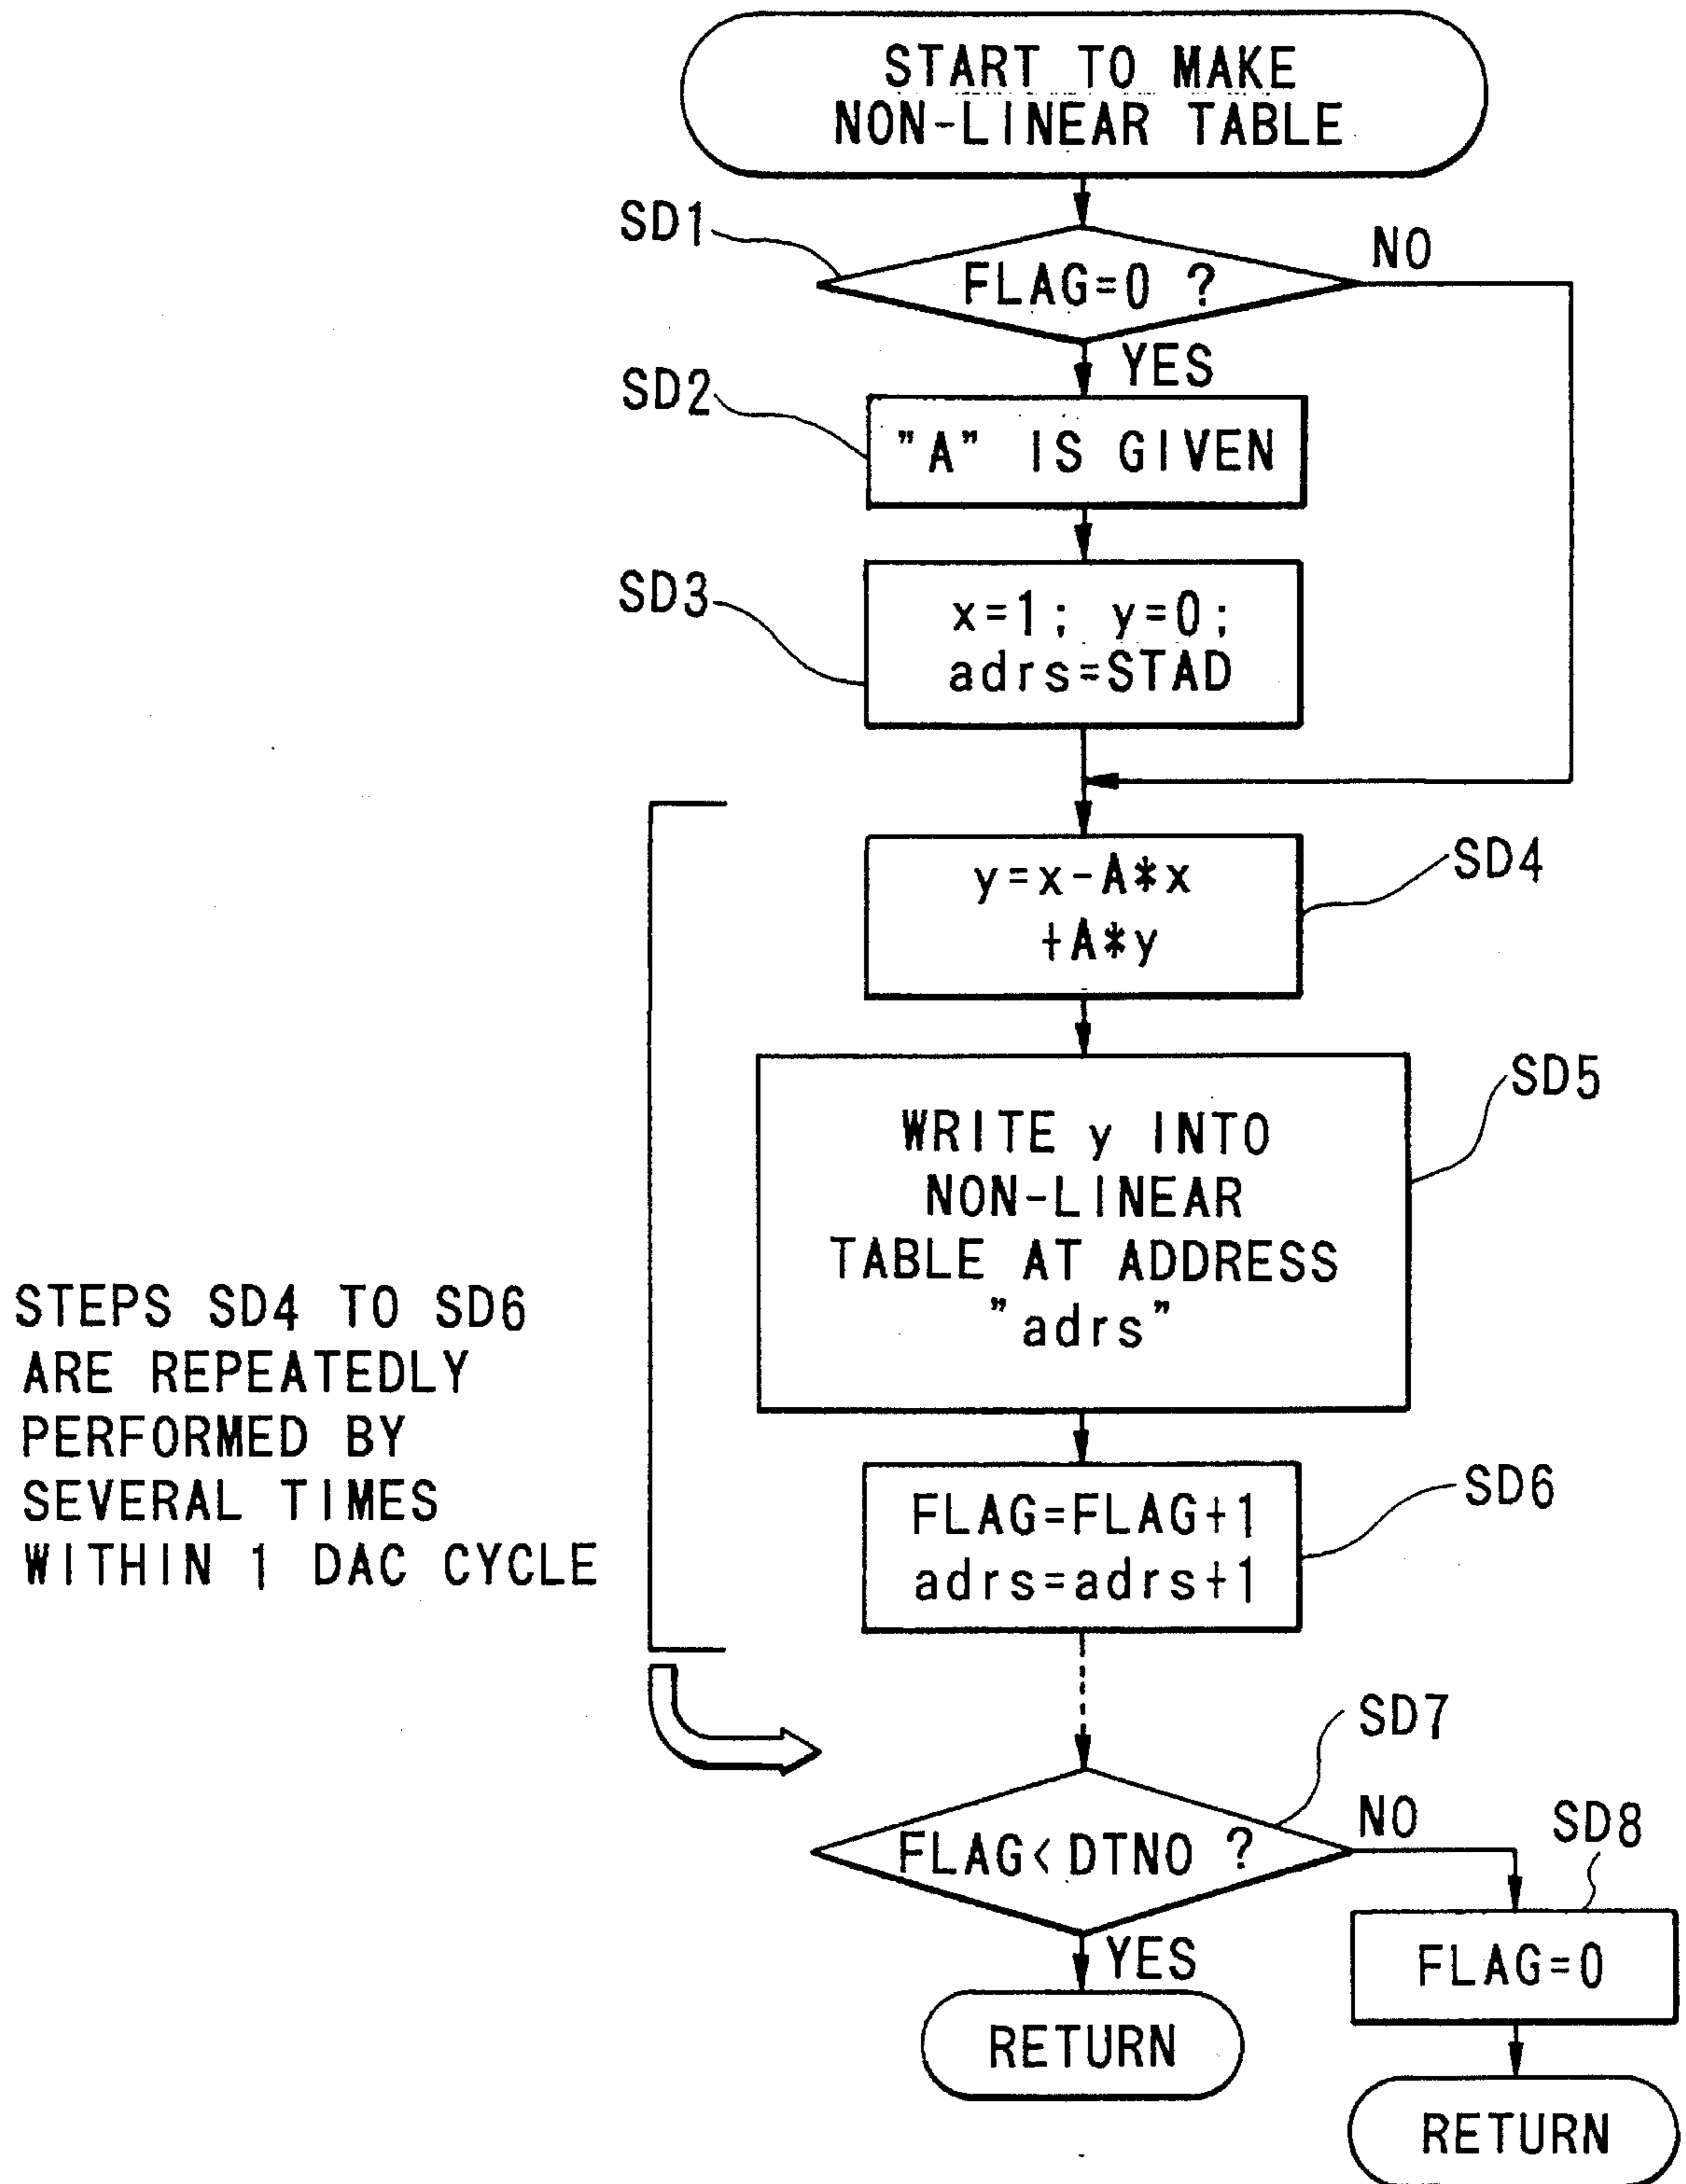 START TO MAKE
NON-LINEAR TABLE
SD1
FLAG=0 ?
NO
YES
SD2
"A" IS GIVEN
SD3
x=1; y=0;
adrs=STAD
y=x-A*x
+A*y
SD4
WRITE y INTO
NON-LINEAR
TABLE AT ADDRESS
"adrs"
SD5
STEPS SD4 TO SD6
ARE REPEATEDLY
PERFORMED BY
SEVERAL TIMES
WITHIN 1 DAC CYCLE
FLAG=FLAG+1
adrs=adrs+1
SD6
SD7
FLAG<DTNO ?
NO
SD8
YES
FLAG=0
RETURN
RETURN